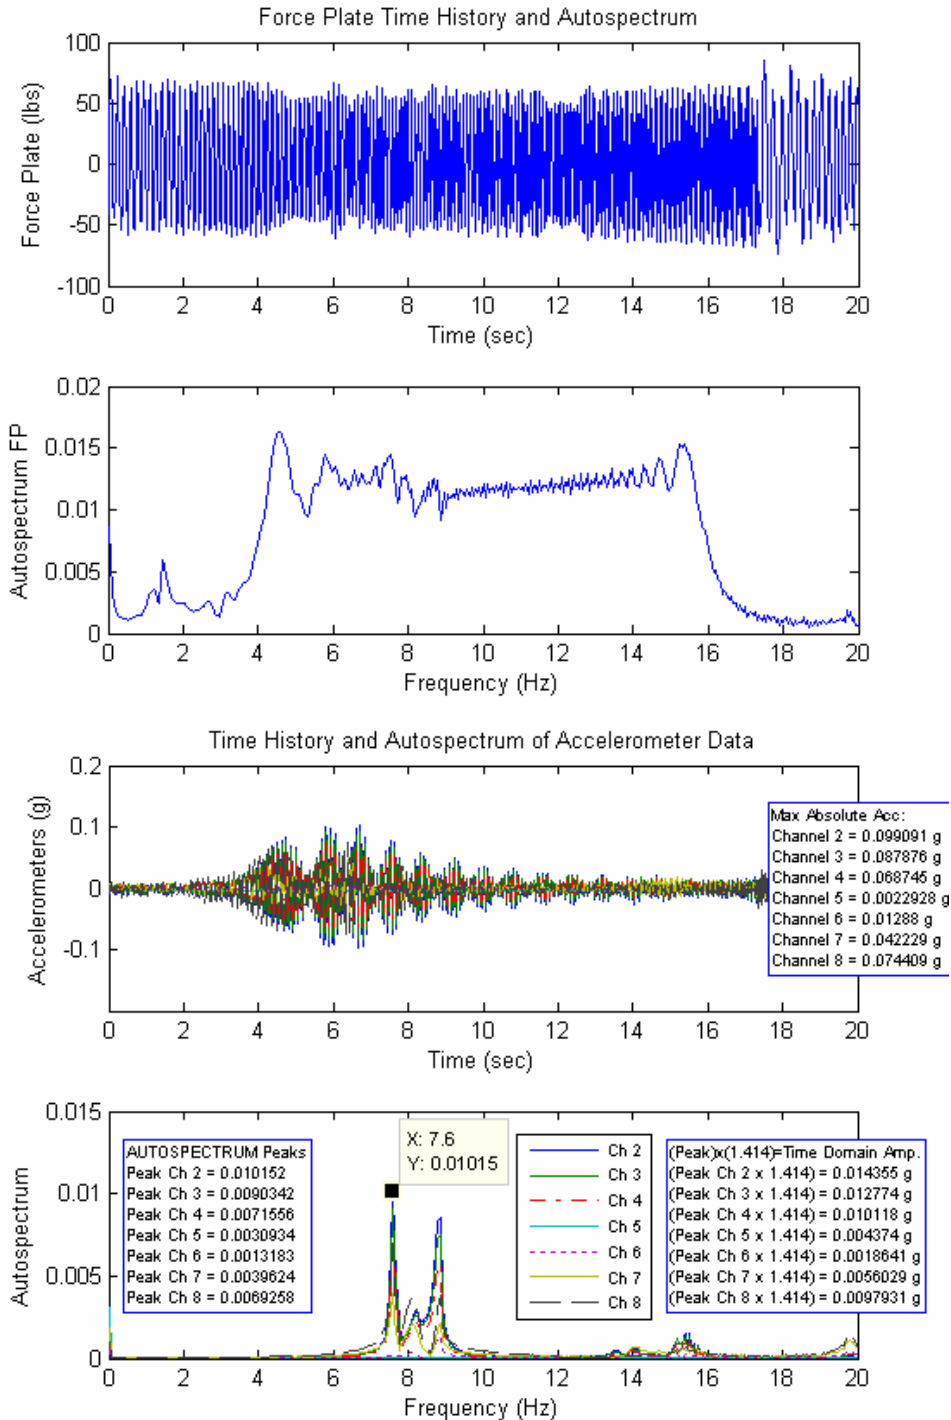 Force Plate Time History and Autospectrum
Force Plate (lbs)
100
50
0
-50
-100
0 2 4 6 8 10 12 14 16 18 20
Time (sec)
Autospectrum FP
0.02
0.015
0.01
0.005
0
0 2 4 6 8 10 12 14 16 18 20
Frequency (Hz)
Time History and Autospectrum of Accelerometer Data
Accelerometers (g)
0.2
0.1
0
-0.1
Max Absolute Acc:
Channel 2 = 0.099091 g
Channel 3 = 0.087876 g
Channel 4 = 0.068745 g
Channel 5 = 0.0022928 g
Channel 6 = 0.01288 g
Channel 7 = 0.042229 g
Channel 8 = 0.074409 g
0 2 4 6 8 10 12 14 16 18 20
Time (sec)
Autospectrum
0.015
0.01
0.005
0
AUTOSPECTRUM Peaks
Peak Ch 2 = 0.010152
Peak Ch 3 = 0.0090342
Peak Ch 4 = 0.0071556
Peak Ch 5 = 0.0030934
Peak Ch 6 = 0.0013183
Peak Ch 7 = 0.0039624
Peak Ch 8 = 0.0069258
X: 7.6
Y: 0.01015
Ch 2
Ch 3
Ch 4
Ch 5
Ch 6
Ch 7
Ch 8
(Peak)x(1.414)=Time Domain Amp.
(Peak Ch 2 x 1.414) = 0.014355 g
(Peak Ch 3 x 1.414) = 0.012774 g
(Peak Ch 4 x 1.414) = 0.010118 g
(Peak Ch 5 x 1.414) = 0.004374 g
(Peak Ch 6 x 1.414) = 0.0018641 g
(Peak Ch 7 x 1.414) = 0.0056029 g
(Peak Ch 8 x 1.414) = 0.0097931 g
0 2 4 6 8 10 12 14 16 18 20
Frequency (Hz)